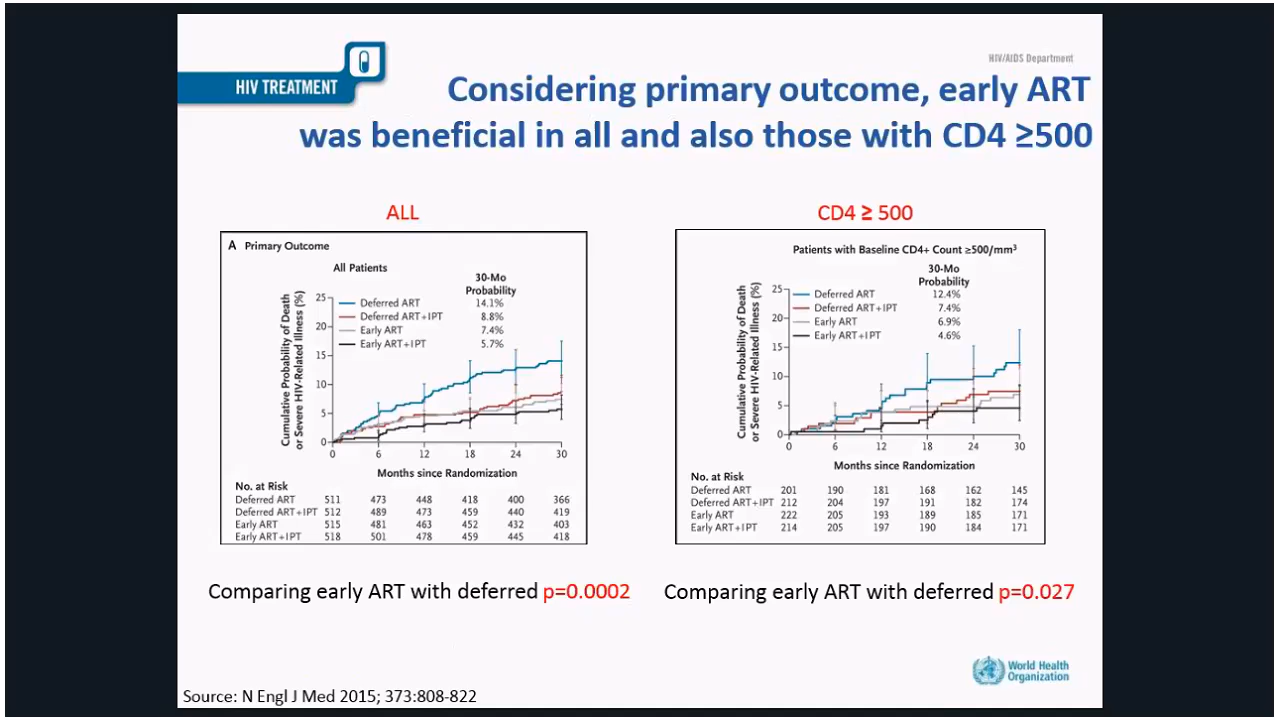 HIV/AIDS Department
HIV TREATMENT
Considering primary outcome, early ART
was beneficial in all and also those with CD4 ≥500
ALL
A Primary Outcome
All Patients
30-Mo
Probability
Deferred ART 14.1%
Deferred ART+IPT 8.8%
Early ART 7.4%
Early ART+IPT 5.7%
Cumulative Probability of Death
or Severe HIV-Related Illness (%)
25
20
15
10
5
0
0 6 12 18 24 30
Months since Randomization
No. at Risk
Deferred ART 511 473 448 418 400 366
Deferred ART+IPT 512 489 473 459 440 419
Early ART 515 481 463 452 432 403
Early ART+IPT 518 501 478 459 445 418
Comparing early ART with deferred p=0.0002
CD4 ≥ 500
Patients with Baseline CD4+ Count ≥500/mm³
30-Mo
Probability
Deferred ART 12.4%
Deferred ART+IPT 7.4%
Early ART 6.9%
Early ART+IPT 4.6%
Cumulative Probability of Death
or Severe HIV-Related Illness (%)
25
20
15
10
5
0
0 6 12 18 24 30
Months since Randomization
No. at Risk
Deferred ART 201 190 181 168 162 145
Deferred ART+IPT 212 204 197 191 182 174
Early ART 222 205 193 189 185 171
Early ART+IPT 214 205 197 190 184 171
Comparing early ART with deferred p=0.027
World Health
Organization
Source: N Engl J Med 2015; 373:808-822